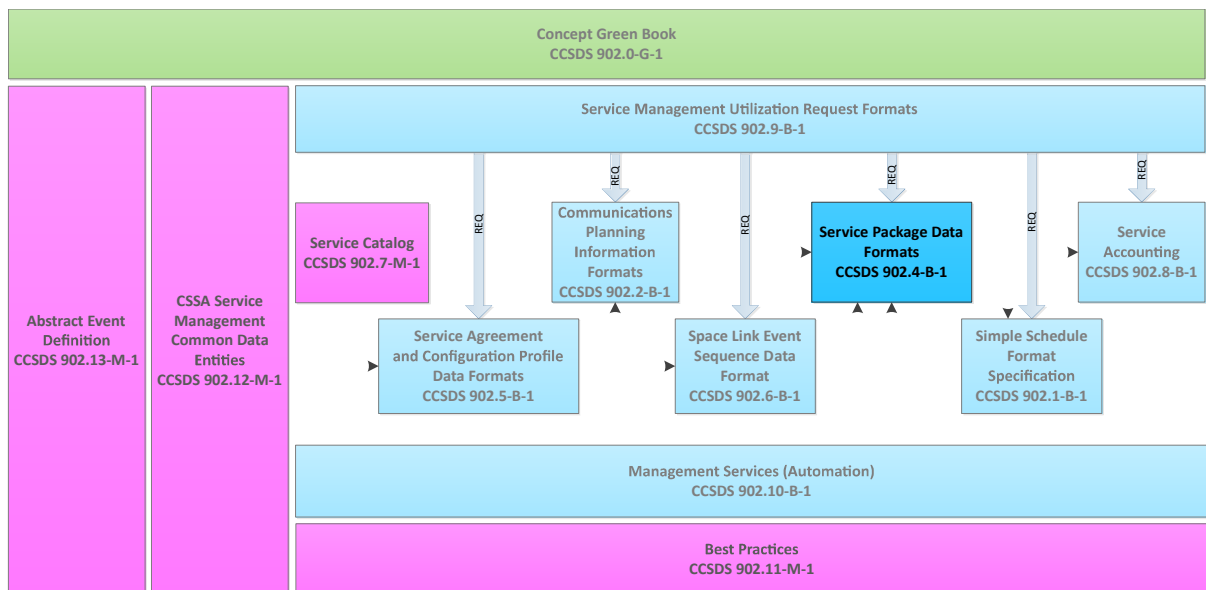 Concept Green Book
CCSDS 902.0-G-1
Service Management Utilization Request Formats
CCSDS 902.9-B-1
REQ
REQ
REQ
REQ
REQ
REQ
Abstract Event
Definition
CCSDS 902.13-M-1
CSSA Service
Management
Common Data
Entities
CCSDS 902.12-M-1
Service Catalog
CCSDS 902.7-M-1
Communications
Planning
Information
Formats
CCSDS 902.2-B-1
Service Package Data
Formats
CCSDS 902.4-B-1
Service
Accounting
CCSDS 902.8-B-1
Service Agreement
and Configuration Profile
Data Formats
CCSDS 902.5-B-1
Space Link Event
Sequence Data
Format
CCSDS 902.6-B-1
Simple Schedule
Format
Specification
CCSDS 902.1-B-1
Management Services (Automation)
CCSDS 902.10-B-1
Best Practices
CCSDS 902.11-M-1